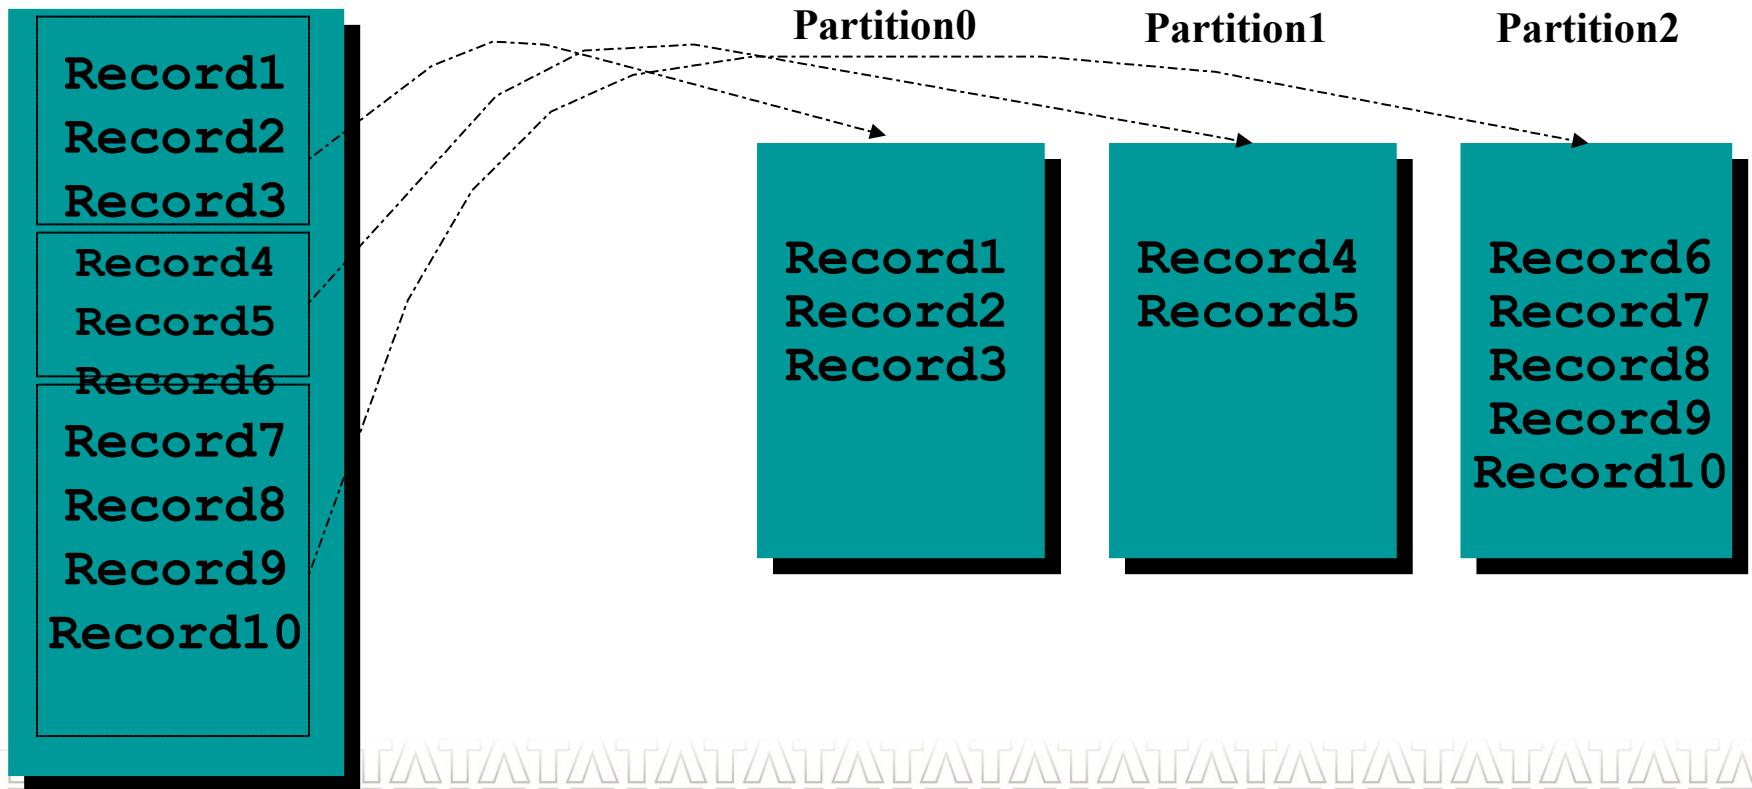 Record1
Record2
Record3
Record4
Record5
Record6
Record7
Record8
Record9
Record10
Partition0
Record1
Record2
Record3
Partition1
Record4
Record5
Partition2
Record6
Record7
Record8
Record9
Record10
TATATATATATATATATATATATATATATATA